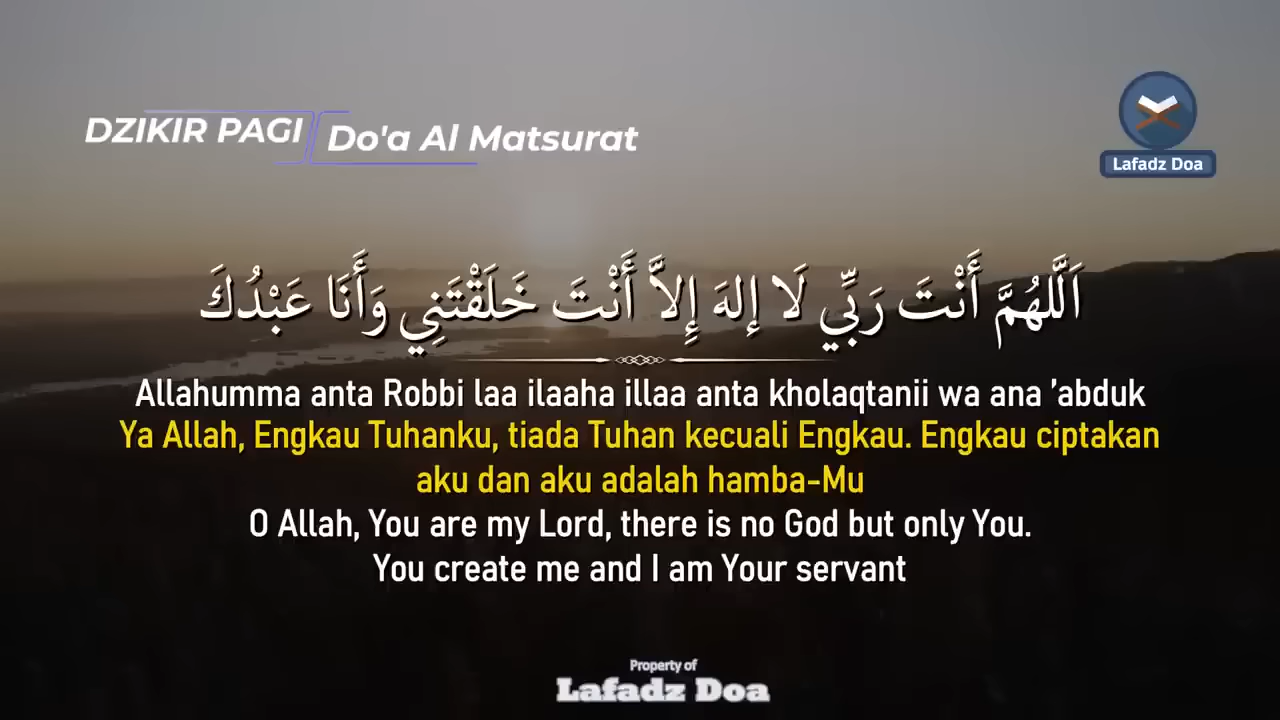 DZIKIR PAGI
Do'a Al Matsurat
Lafadz Doa
اَللَّهُمَّ أَنْتَ رَبِّي لَا إِلهَ إِلاَّ أَنْتَ خَلَقْتَنِي وَأَنَا عَبْدُكَ
Allahumma anta Robbi laa ilaaha illaa anta kholaqtanii wa ana 'abduk
Ya Allah, Engkau Tuhanku, tiada Tuhan kecuali Engkau. Engkau ciptakan
aku dan aku adalah hamba-Mu
O Allah, You are my Lord, there is no God but only You.
You create me and I am Your servant
Property of
Lafadz Doa